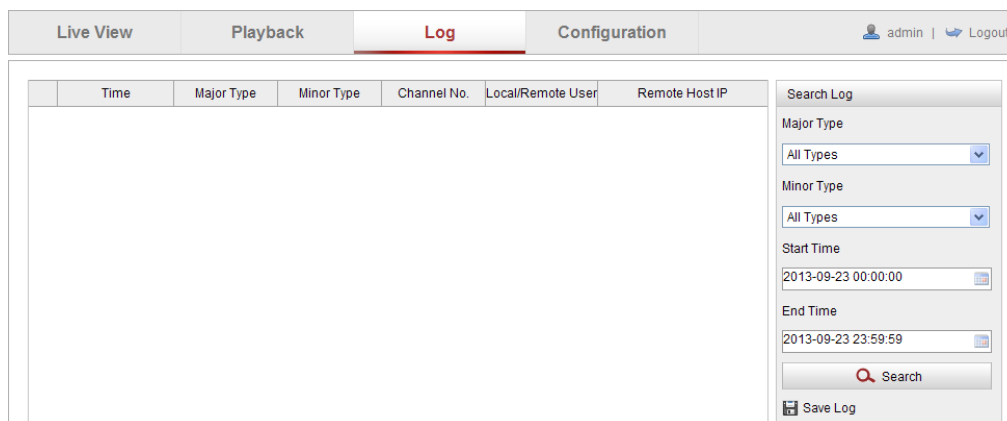 Live View Playback Log Configuration admin | Logout
Time Major Type Minor Type Channel No. Local/Remote User Remote Host IP
Search Log
Major Type
All Types
Minor Type
All Types
Start Time
2013-09-23 00:00:00
End Time
2013-09-23 23:59:59
Search
Save Log